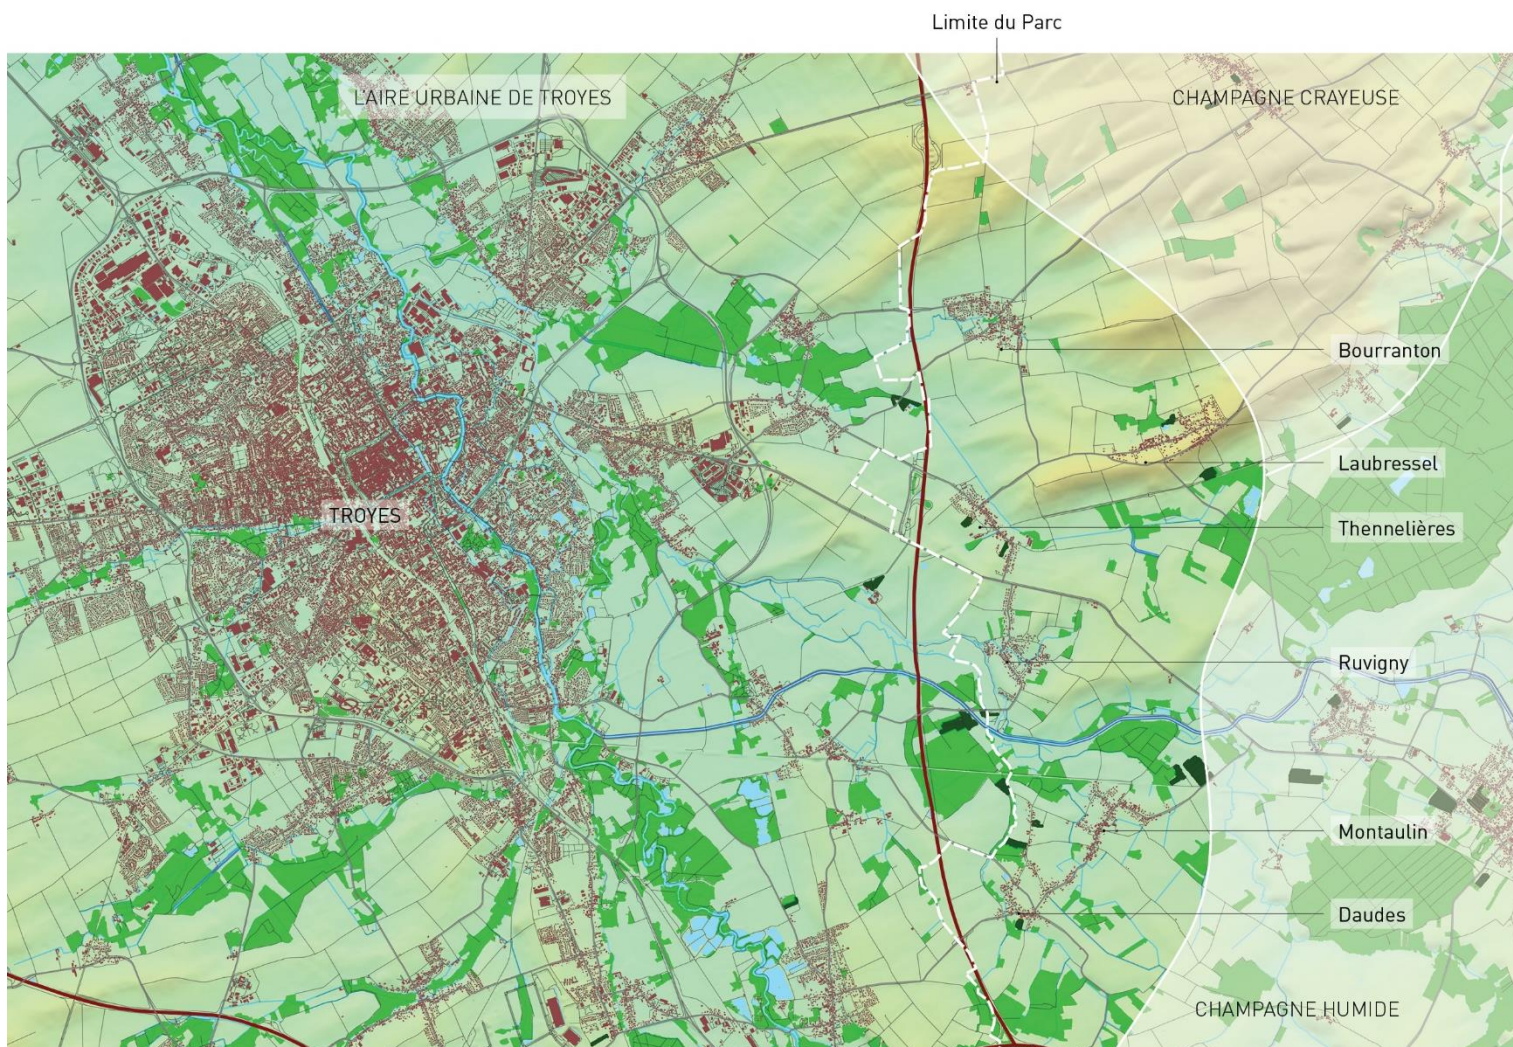 Limite du Parc
L'AIRE URBAINE DE TROYES
CHAMPAGNE CRAYEUSE
Bourranton
Laubressel
TROYES
Thennelières
Ruvigny
Montaulin
Daudes
CHAMPAGNE HUMIDE